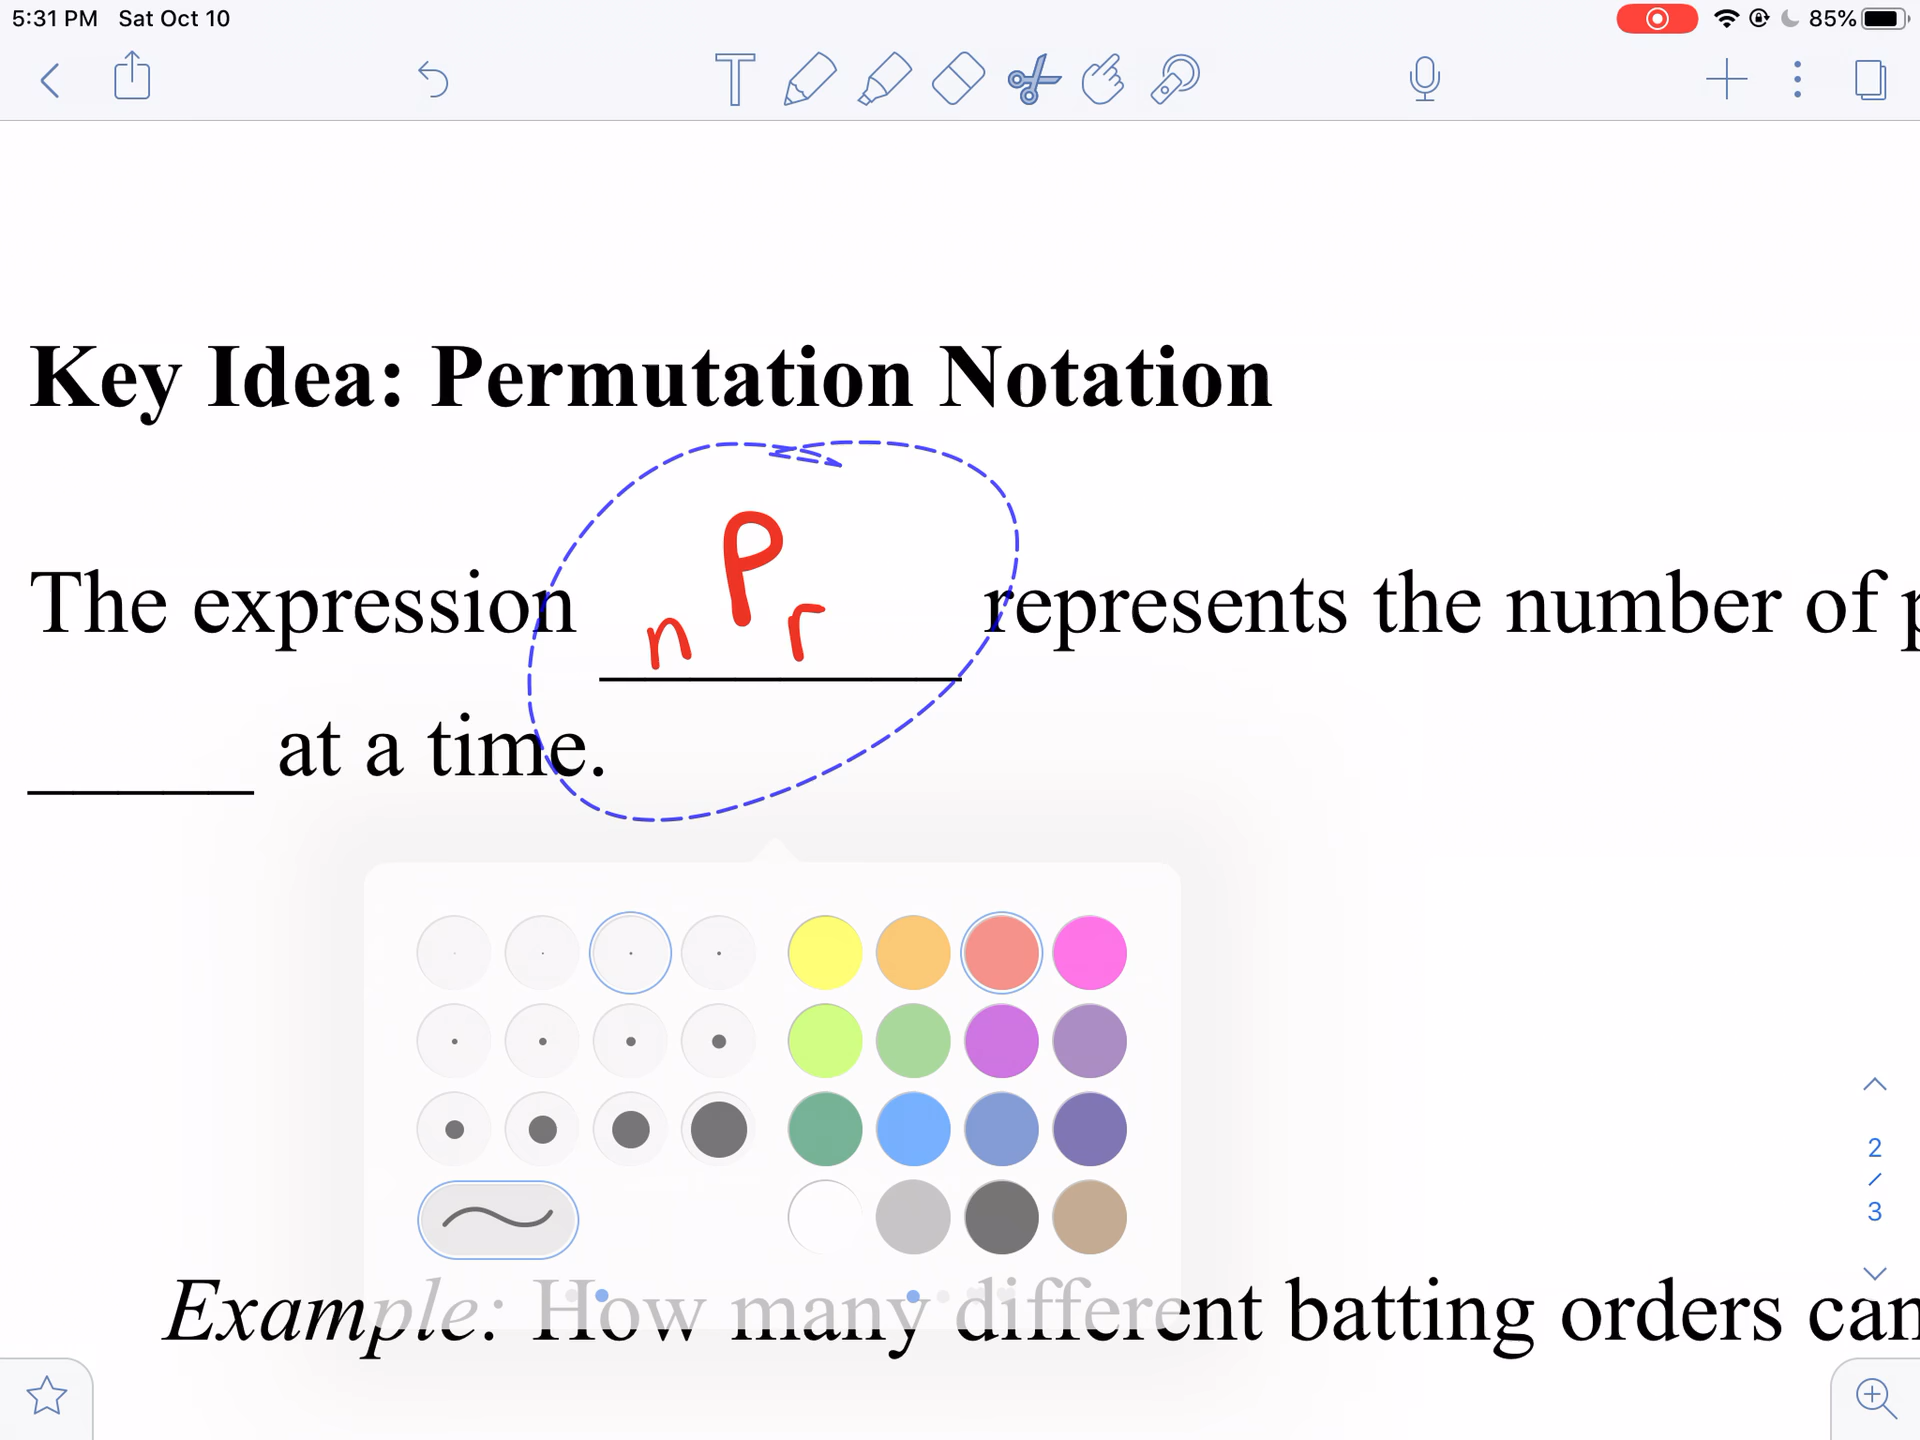 5:31 PM Sat Oct 10 85%
T
Key Idea: Permutation Notation
The expression nPr represents the number of p
at a time.
2
/
3
Example: How many different batting orders can